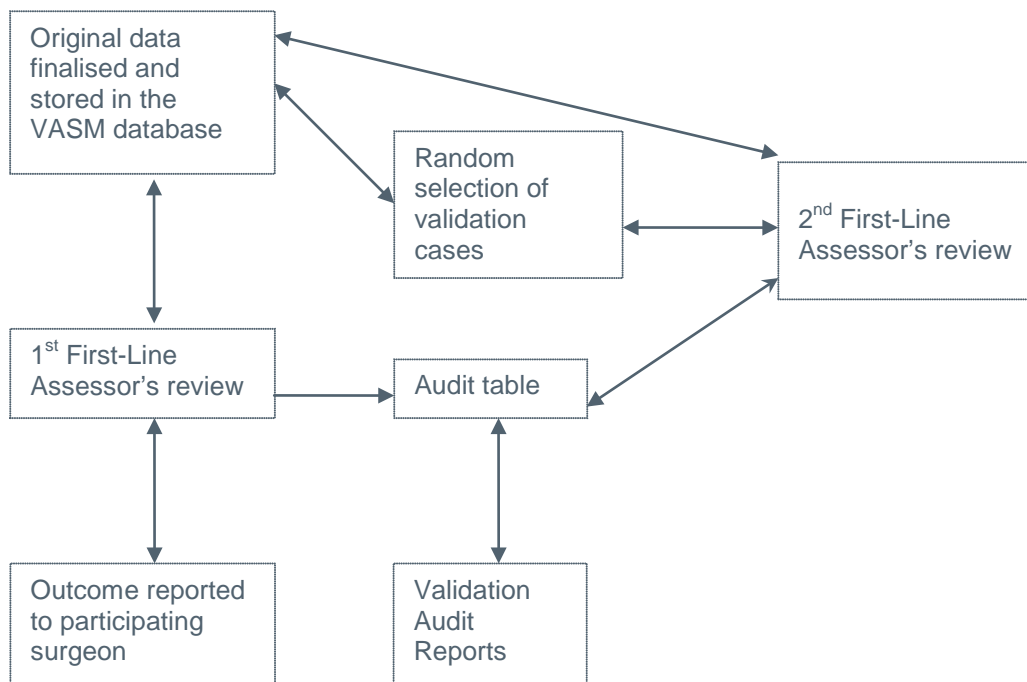 Original data
finalised and
stored in the
VASM database
Random
selection of
validation
cases
2nd First-Line
Assessor's review
1st First-Line
Assessor's review
Audit table
Outcome reported
to participating
surgeon
Validation
Audit
Reports